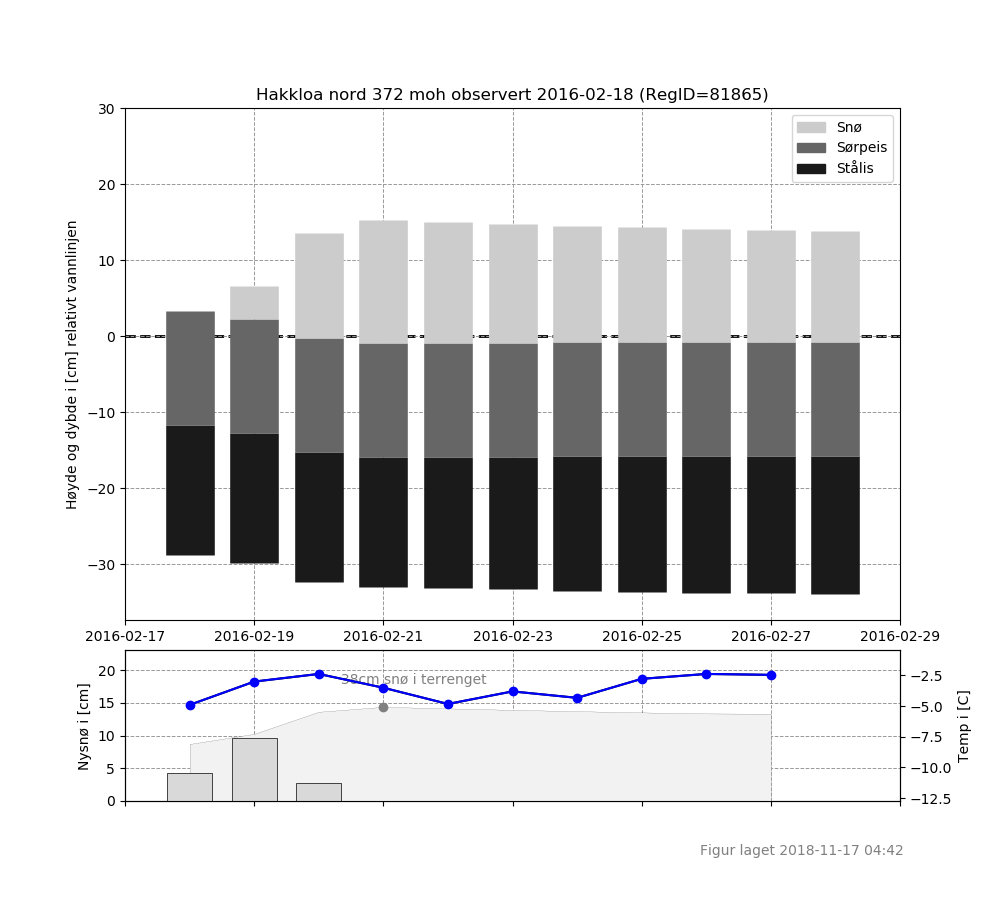 Hakkloa nord 372 moh observert 2016-02-18 (RegID=81865)
30
20
10
0
−10
−20
−30
Høyde og dybde i [cm] relativt vannlinjen
Snø
Sørpeis
Stålis
2016-02-17 2016-02-19 2016-02-21 2016-02-23 2016-02-25 2016-02-27 2016-02-29
20
15
10
5
0
Nysnø i [cm]
38cm snø i terrenget
−2.5
−5.0
−7.5
−10.0
−12.5
Temp i [C]
Figur laget 2018-11-17 04:42